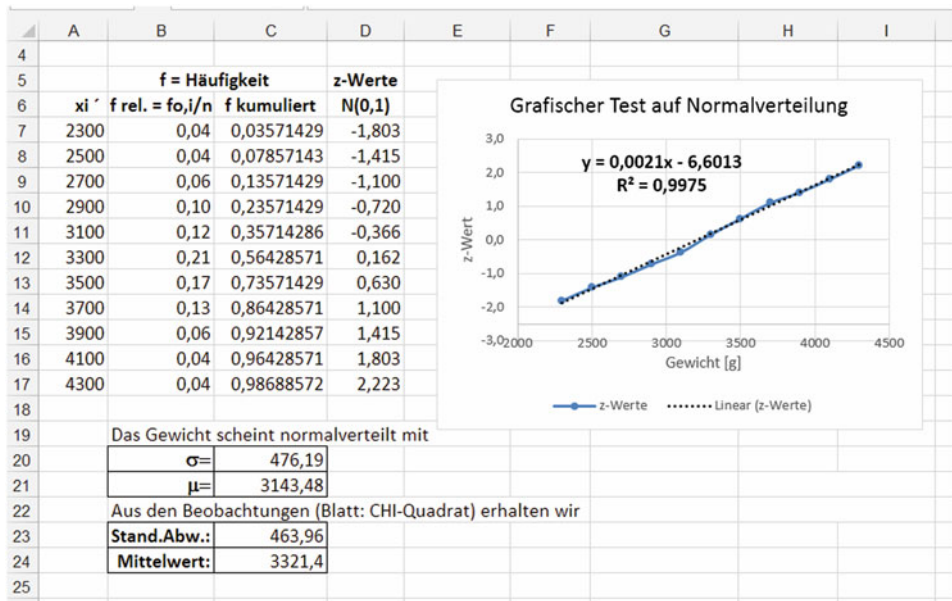 A B C D E F G H I
4
5 f = Häufigkeit z-Werte
6 xi ´ f rel. = fo,i/n f kumuliert N(0,1)
7 2300 0,04 0,03571429 -1,803
8 2500 0,04 0,07857143 -1,415
9 2700 0,06 0,13571429 -1,100
10 2900 0,10 0,23571429 -0,720
11 3100 0,12 0,35714286 -0,366
12 3300 0,21 0,56428571 0,162
13 3500 0,17 0,73571429 0,630
14 3700 0,13 0,86428571 1,100
15 3900 0,06 0,92142857 1,415
16 4100 0,04 0,96428571 1,803
17 4300 0,04 0,98688572 2,223
18
19 Das Gewicht scheint normalverteilt mit
20 σ= 476,19
21 μ= 3143,48
22 Aus den Beobachtungen (Blatt: CHI-Quadrat) erhalten wir
23 Stand.Abw.: 463,96
24 Mittelwert: 3321,4
25
Grafischer Test auf Normalverteilung
y = 0,0021x - 6,6013
R² = 0,9975
3,0
2,0
1,0
0,0
-1,0
-2,0
-3,0
z-Wert
2000 2500 3000 3500 4000 4500
Gewicht [g]
z-Werte Linear (z-Werte)